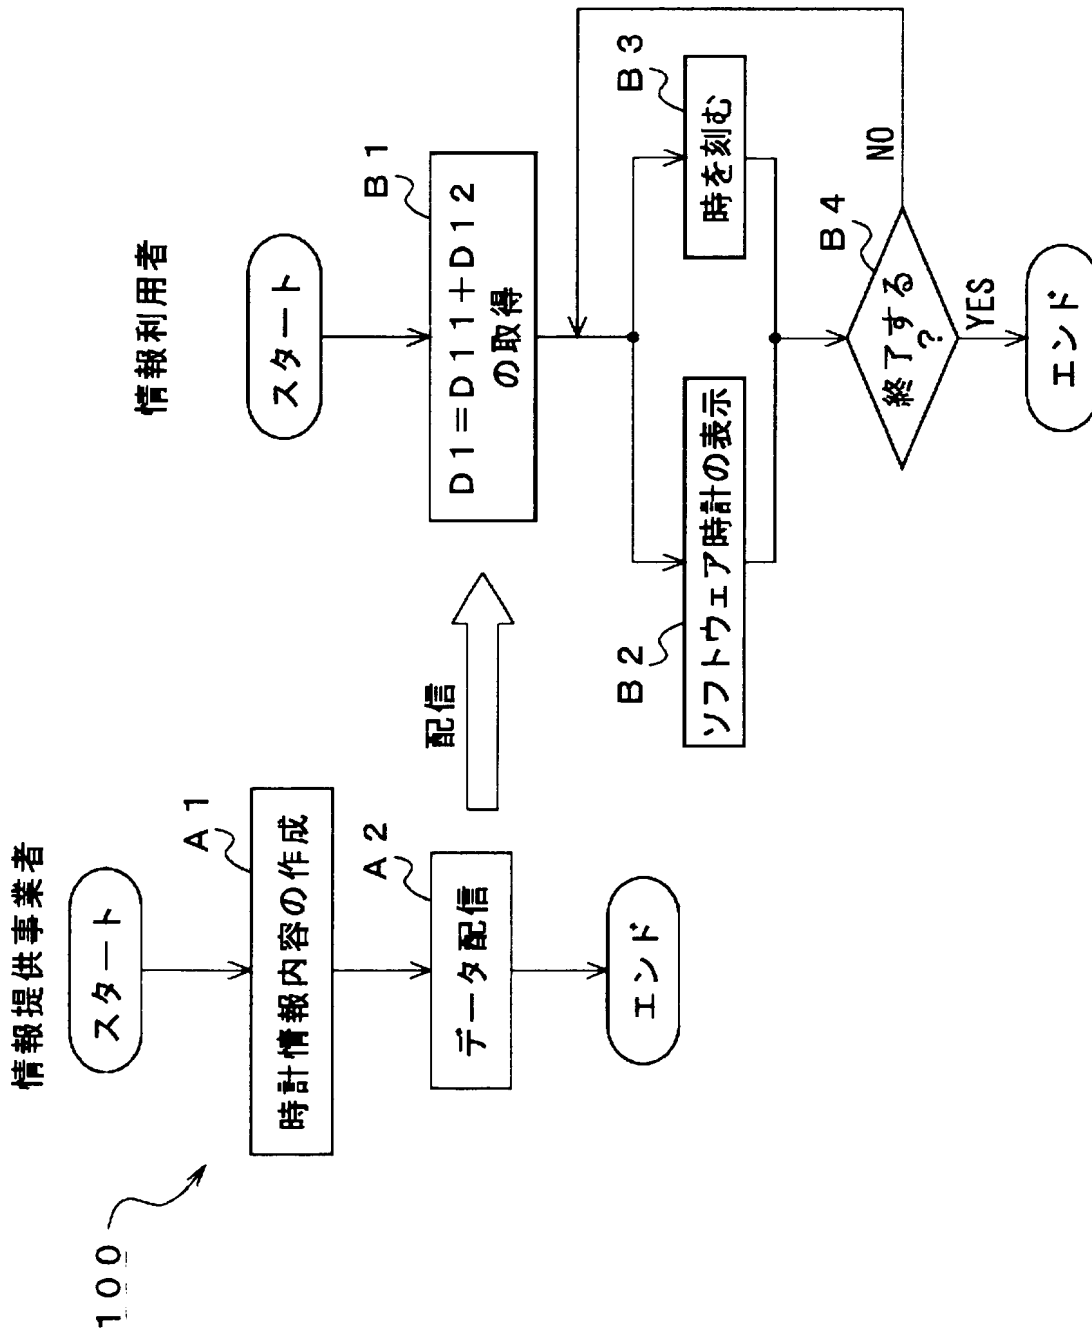 100
情報提供事業者
スタート
A1
時計情報内容の作成
A2
データ配信
エンド
配信
情報利用者
スタート
B1
D1=D11+D12
の取得
B2
ソフトウェア時計の表示
B3
時を刻む
B4
終了する
?
NO
YES
エンド